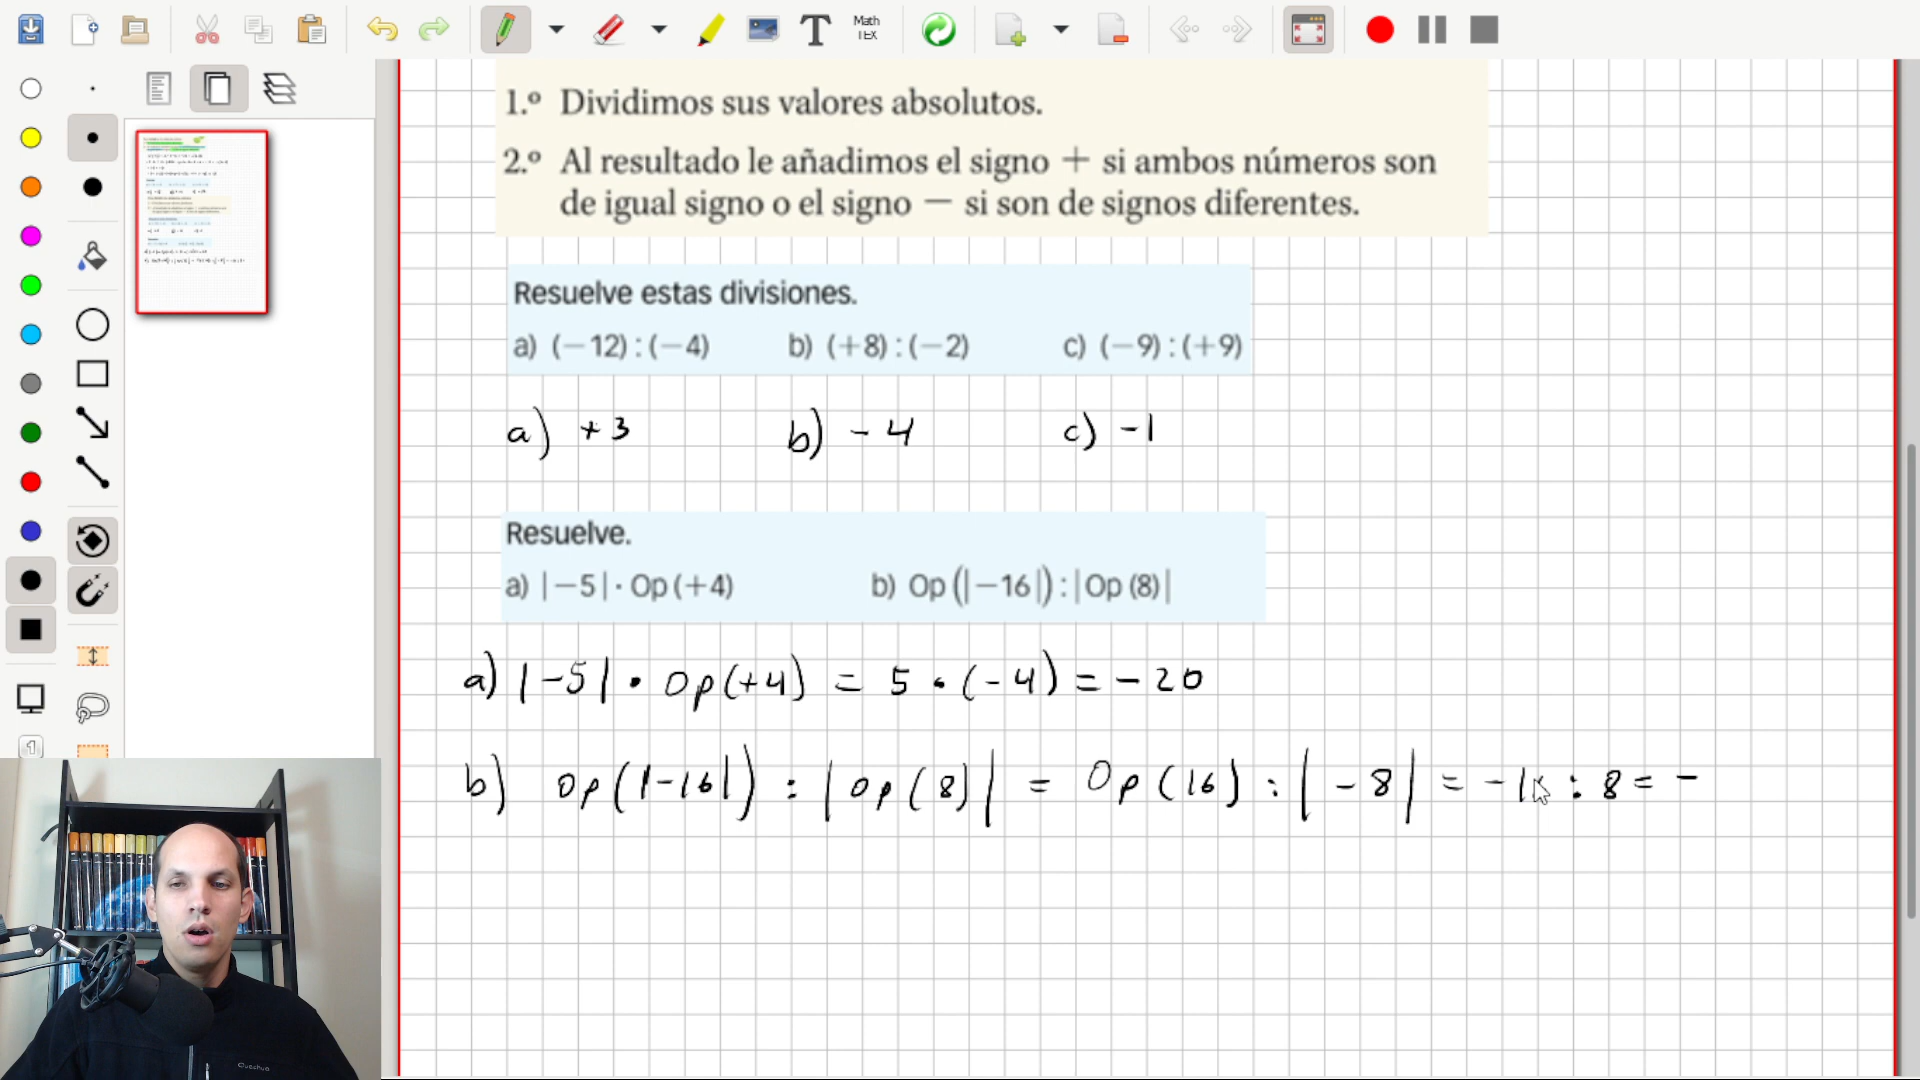 Math
TEX
1.º Dividimos sus valores absolutos.
2.º Al resultado le añadimos el signo + si ambos números son
de igual signo o el signo — si son de signos diferentes.
Resuelve estas divisiones.
a) (−12) : (−4) b) (+8) : (−2) c) (−9) : (+9)
a) +3 b) -4 c) -1
Resuelve.
a) |−5| · Op (+4) b) Op (|−16|) : |Op (8)|
a) |-5| · Op(+4) = 5 · (-4) = -20
b) Op(|-16|) : |Op(8)| = Op(16) : |-8| = -16 : 8 = -
Quechua